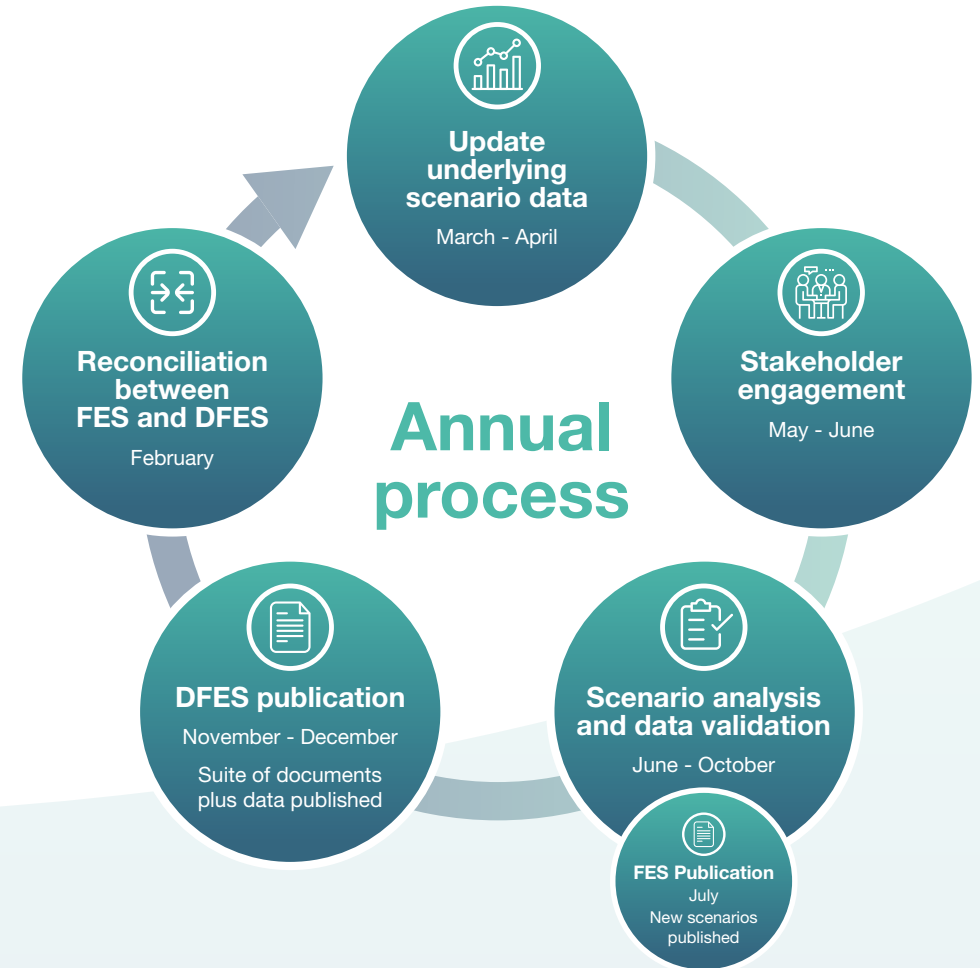 Annual
process
Update
underlying
scenario data
March - April
Stakeholder
engagement
May - June
Scenario analysis
and data validation
June - October
FES Publication
July
New scenarios
published
DFES publication
November - December
Suite of documents
plus data published
Reconciliation
between
FES and DFES
February